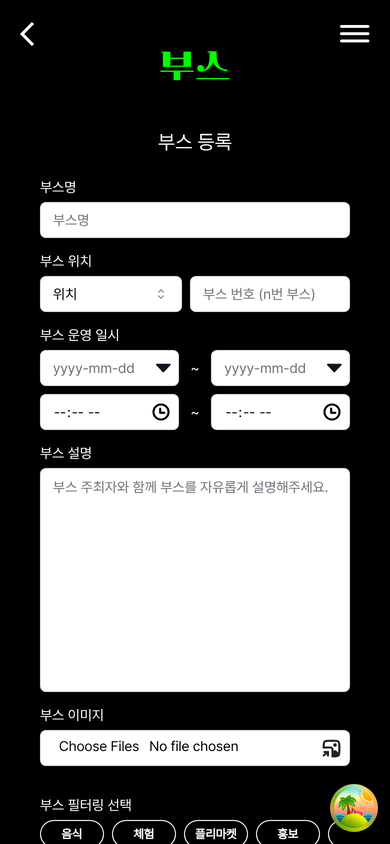 부스
부스 등록
부스명
부스명
부스 위치
위치 부스 번호 (n번 부스)
부스 운영 일시
yyyy-mm-dd ~ yyyy-mm-dd
--:-- -- ~ --:-- --
부스 설명
부스 주최자와 함께 부스를 자유롭게 설명해주세요.
부스 이미지
Choose Files No file chosen
부스 필터링 선택
음식 체험 플리마켓 홍보